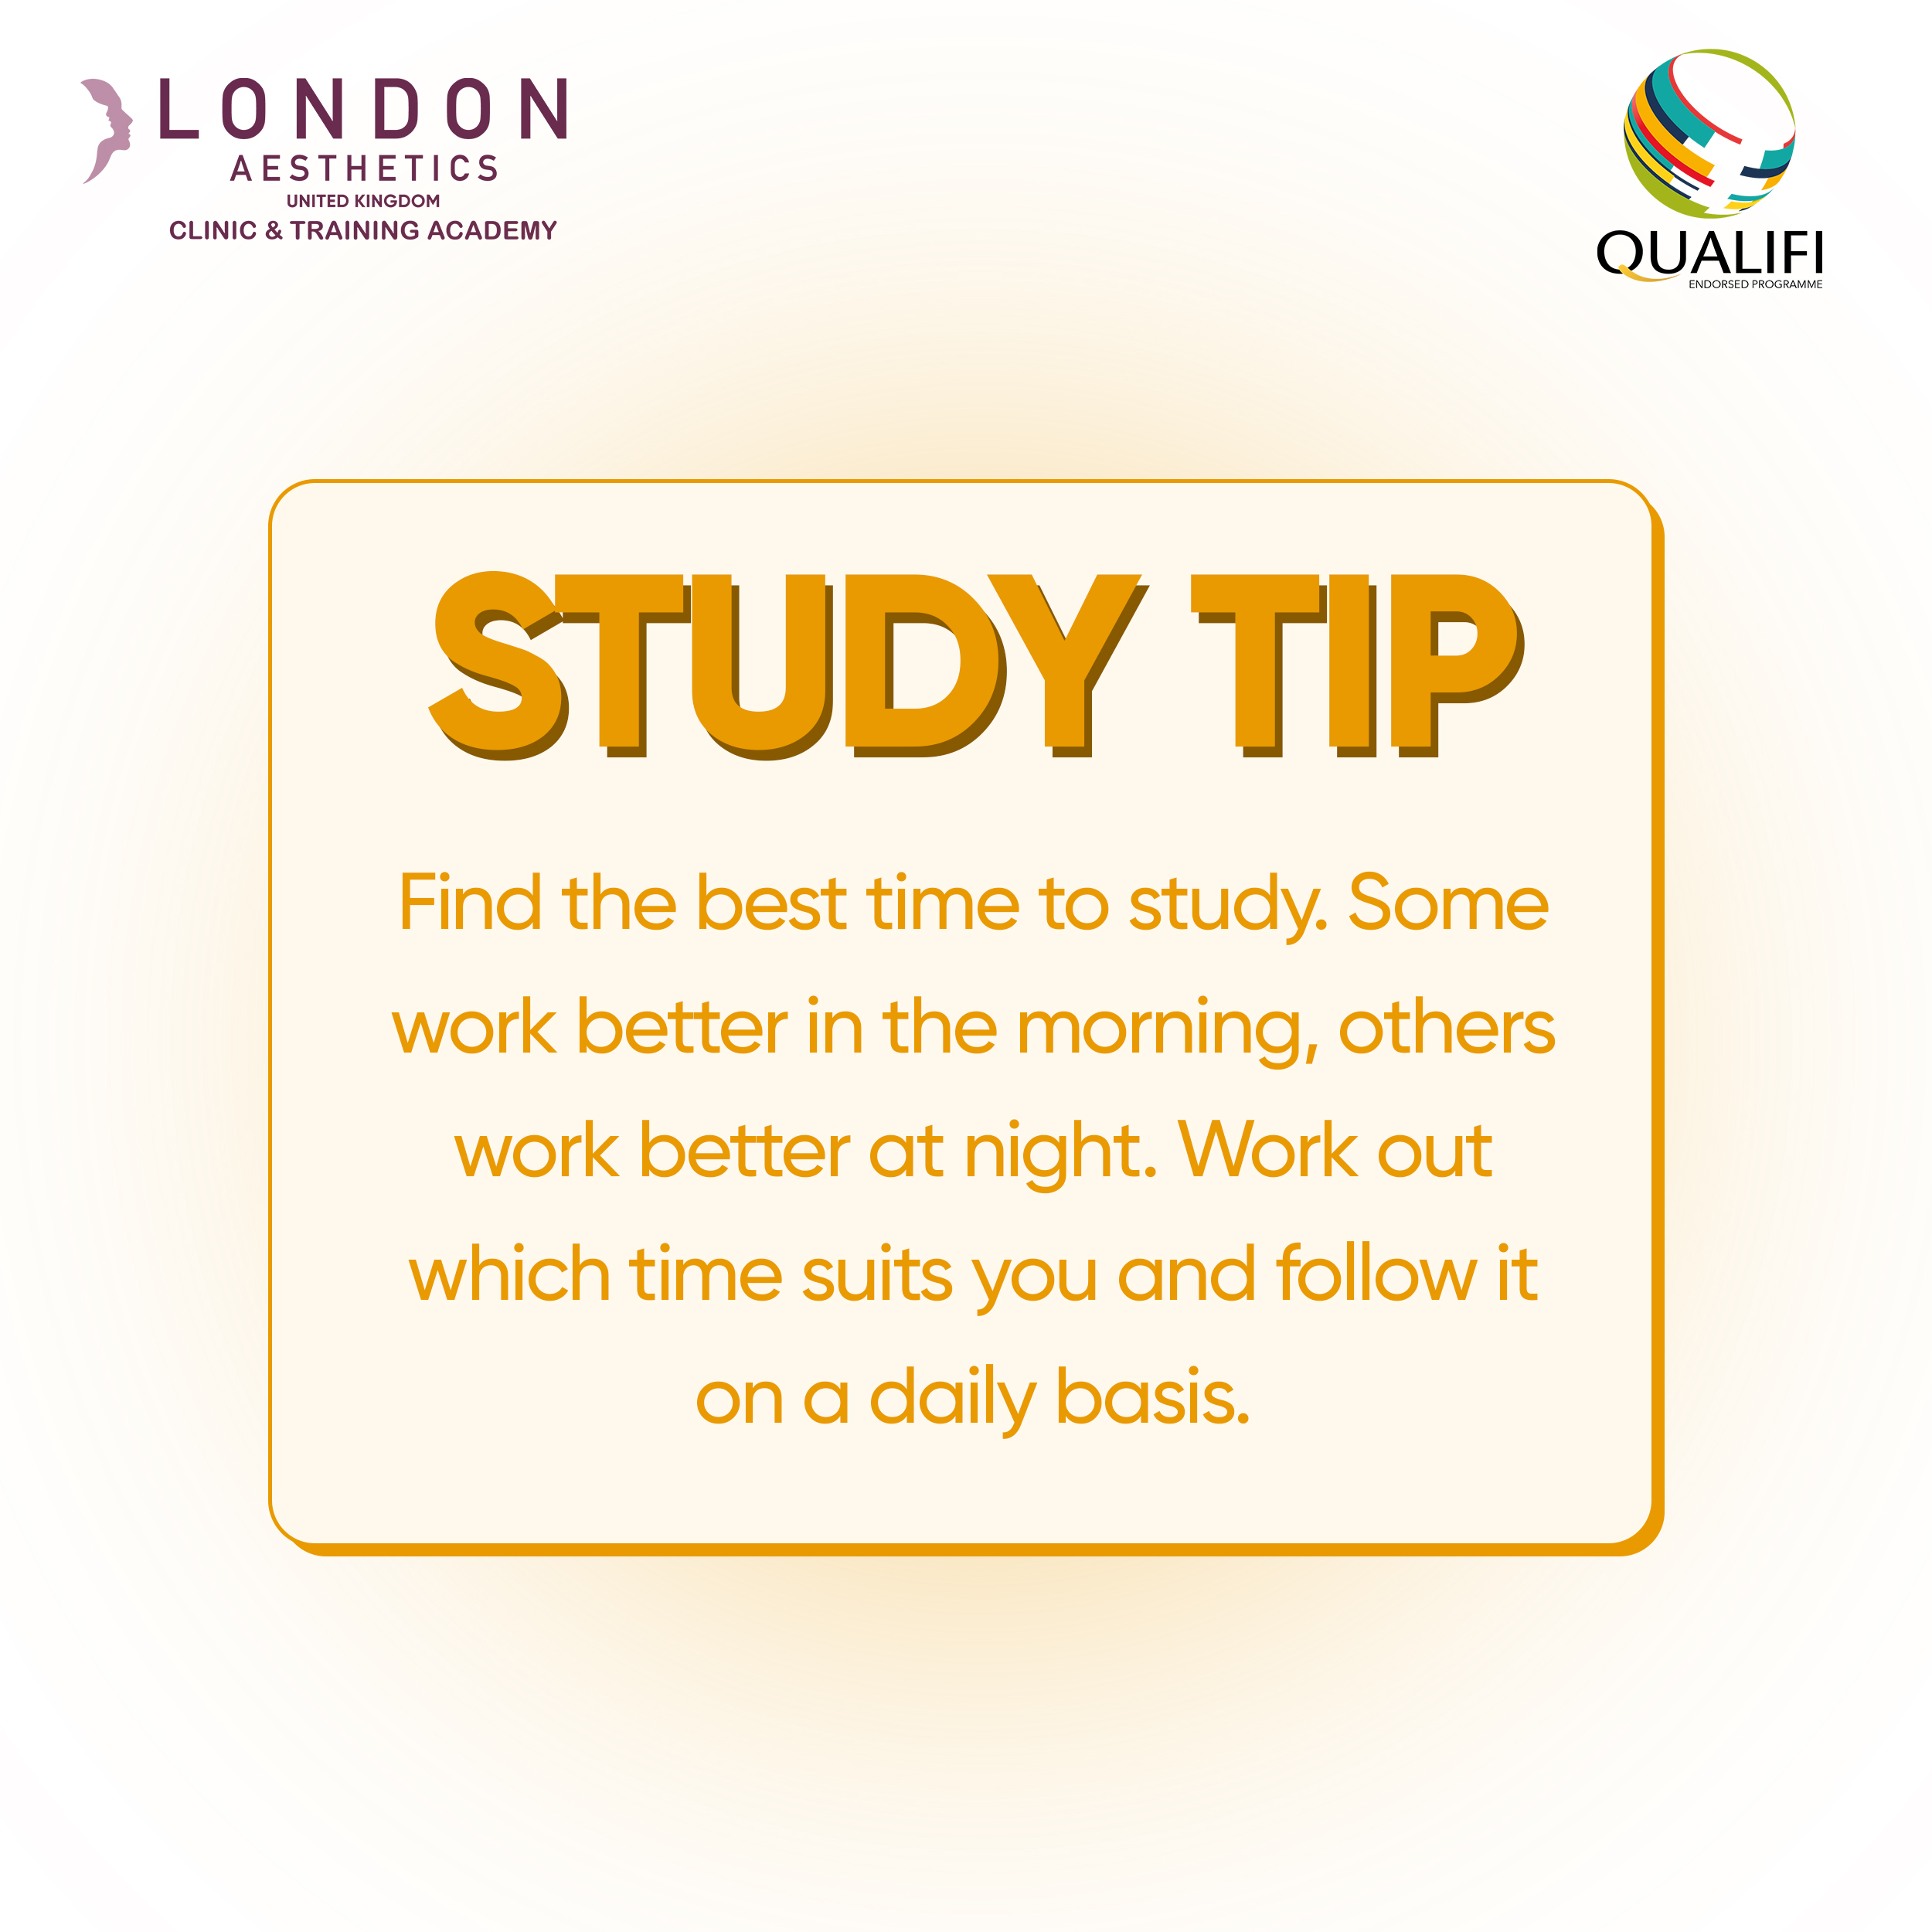 LONDON
AESTHETICS
UNITED KINGDOM
CLINIC & TRAINING ACADEMY
QUALIFI
ENDORSED PROGRAMME
STUDY TIP
Find the best time to study. Some
work better in the morning, others
work better at night. Work out
which time suits you and follow it
on a daily basis.